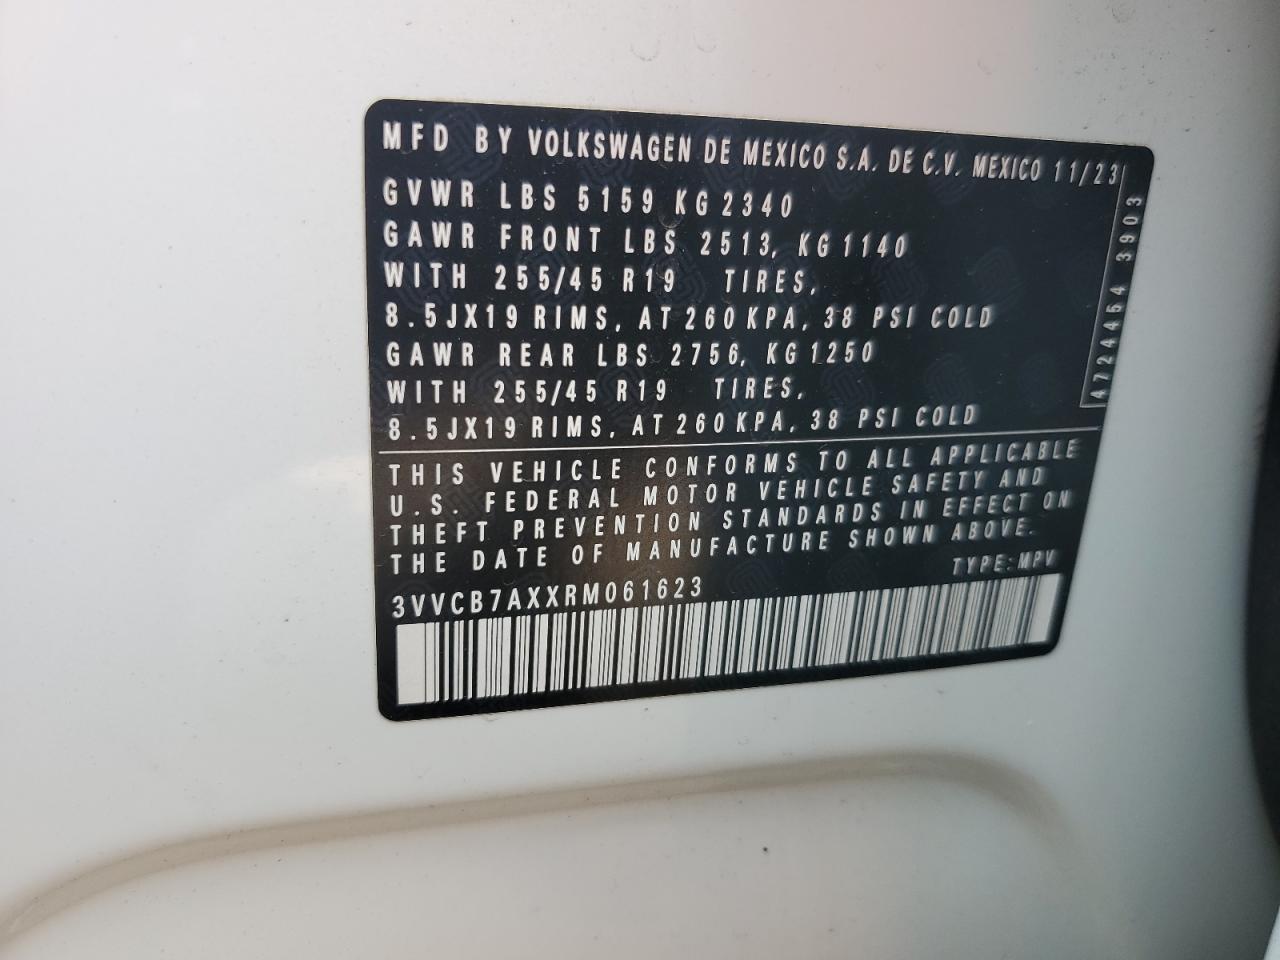 MFD BY VOLKSWAGEN DE MEXICO S.A. DE C.V. MEXICO 11/23
GVWR LBS 5159 KG 2340
GAWR FRONT LBS 2513, KG 1140
WITH 255/45 R19 TIRES,
8.5JX19 RIMS, AT 260 KPA, 38 PSI COLD
GAWR REAR LBS 2756, KG 1250
WITH 255/45 R19 TIRES,
8.5JX19 RIMS, AT 260 KPA, 38 PSI COLD
4724454 3903
THIS VEHICLE CONFORMS TO ALL APPLICABLE
U.S. FEDERAL MOTOR VEHICLE SAFETY AND
THEFT PREVENTION STANDARDS IN EFFECT ON
THE DATE OF MANUFACTURE SHOWN ABOVE.
TYPE: MPV
3VVCB7AXXRM061623